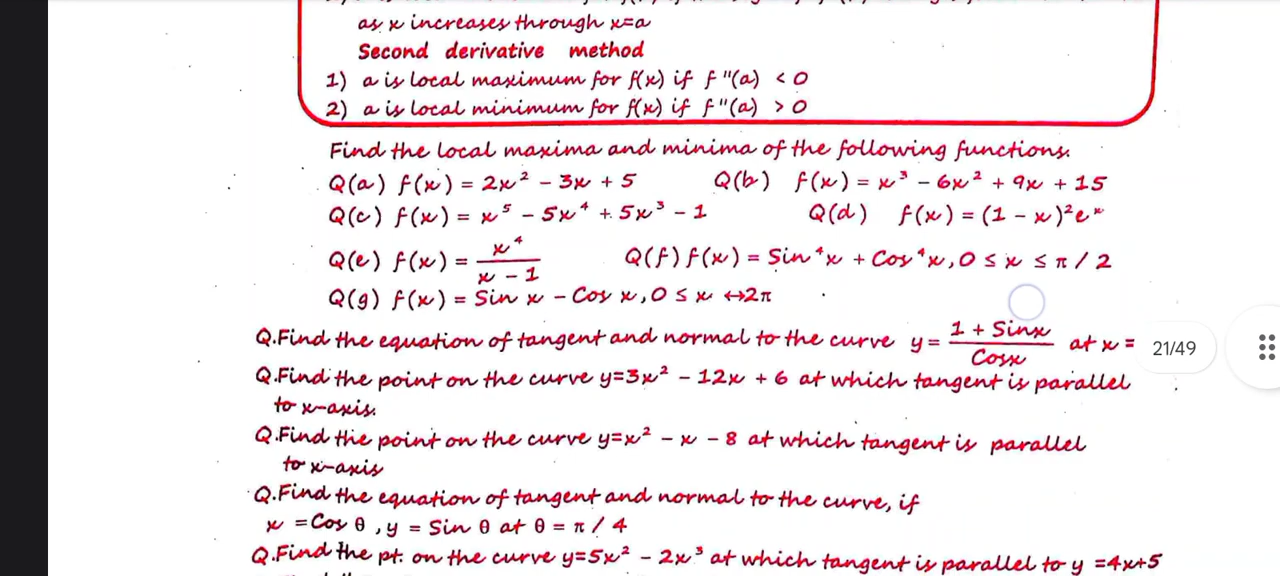 as x increases through x=a
Second derivative method
1) a is local maximum for f(x) if f "(a) < 0
2) a is local minimum for f(x) if f "(a) > 0
Find the local maxima and minima of the following functions.
Q(a) f(x) = 2x² - 3x + 5 Q(b) f(x) = x³ - 6x² + 9x + 15
Q(c) f(x) = x⁵ - 5x⁴ + 5x³ - 1 Q(d) f(x) = (1 - x)²eˣ
Q(e) f(x) = x⁴ / x - 1 Q(f) f(x) = Sin⁴x + Cos⁴x, 0 ≤ x ≤ π / 2
Q(g) f(x) = Sin x - Cos x, 0 ≤ x ↔2π
Q.Find the equation of tangent and normal to the curve y= 1 + Sinx / Cosx at x =
21/49
Q.Find the point on the curve y=3x² - 12x + 6 at which tangent is parallel
to x-axis.
Q.Find the point on the curve y=x² - x - 8 at which tangent is parallel
to x-axis
Q.Find the equation of tangent and normal to the curve, if
x = Cos θ , y = Sin θ at θ = π / 4
Q.Find the pt. on the curve y=5x² - 2x³ at which tangent is parallel to y =4x+5